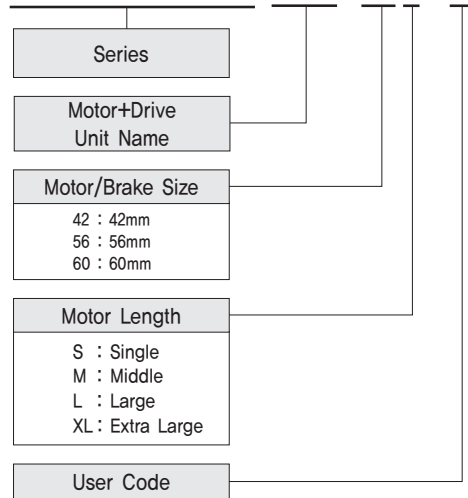 Series
Motor+Drive
Unit Name
Motor/Brake Size
42 : 42mm
56 : 56mm
60 : 60mm
Motor Length
S : Single
M : Middle
L : Large
XL : Extra Large
User Code